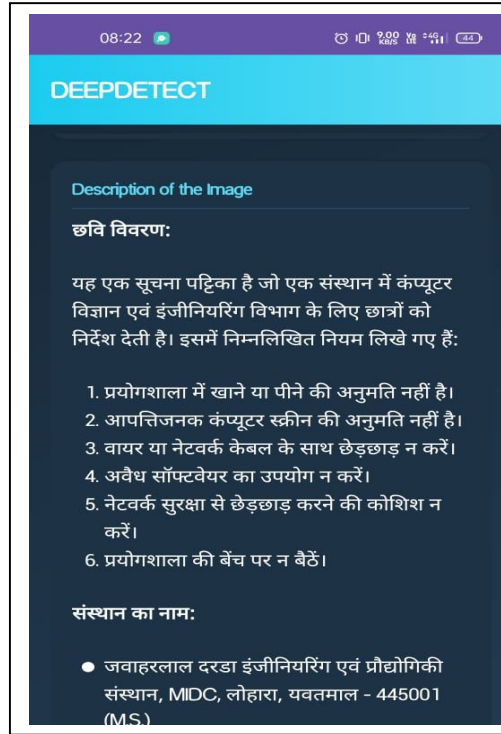 08:22
9.00 KB/S Vo LTE 4G 44
DEEPDETECT
Description of the Image
छवि विवरण:
यह एक सूचना पट्टिका है जो एक संस्थान में कंप्यूटर
विज्ञान एवं इंजीनियरिंग विभाग के लिए छात्रों को
निर्देश देती है। इसमें निम्नलिखित नियम लिखे गए हैं:
1. प्रयोगशाला में खाने या पीने की अनुमति नहीं है।
2. आपत्तिजनक कंप्यूटर स्क्रीन की अनुमति नहीं है।
3. वायर या नेटवर्क केबल के साथ छेड़छाड़ न करें।
4. अवैध सॉफ्टवेयर का उपयोग न करें।
5. नेटवर्क सुरक्षा से छेड़छाड़ करने की कोशिश न
करें।
6. प्रयोगशाला की बेंच पर न बैठें।
संस्थान का नाम:
● जवाहरलाल दरडा इंजीनियरिंग एवं प्रौद्योगिकी
संस्थान, MIDC, लोहारा, यवतमाल - 445001
(M.S.)